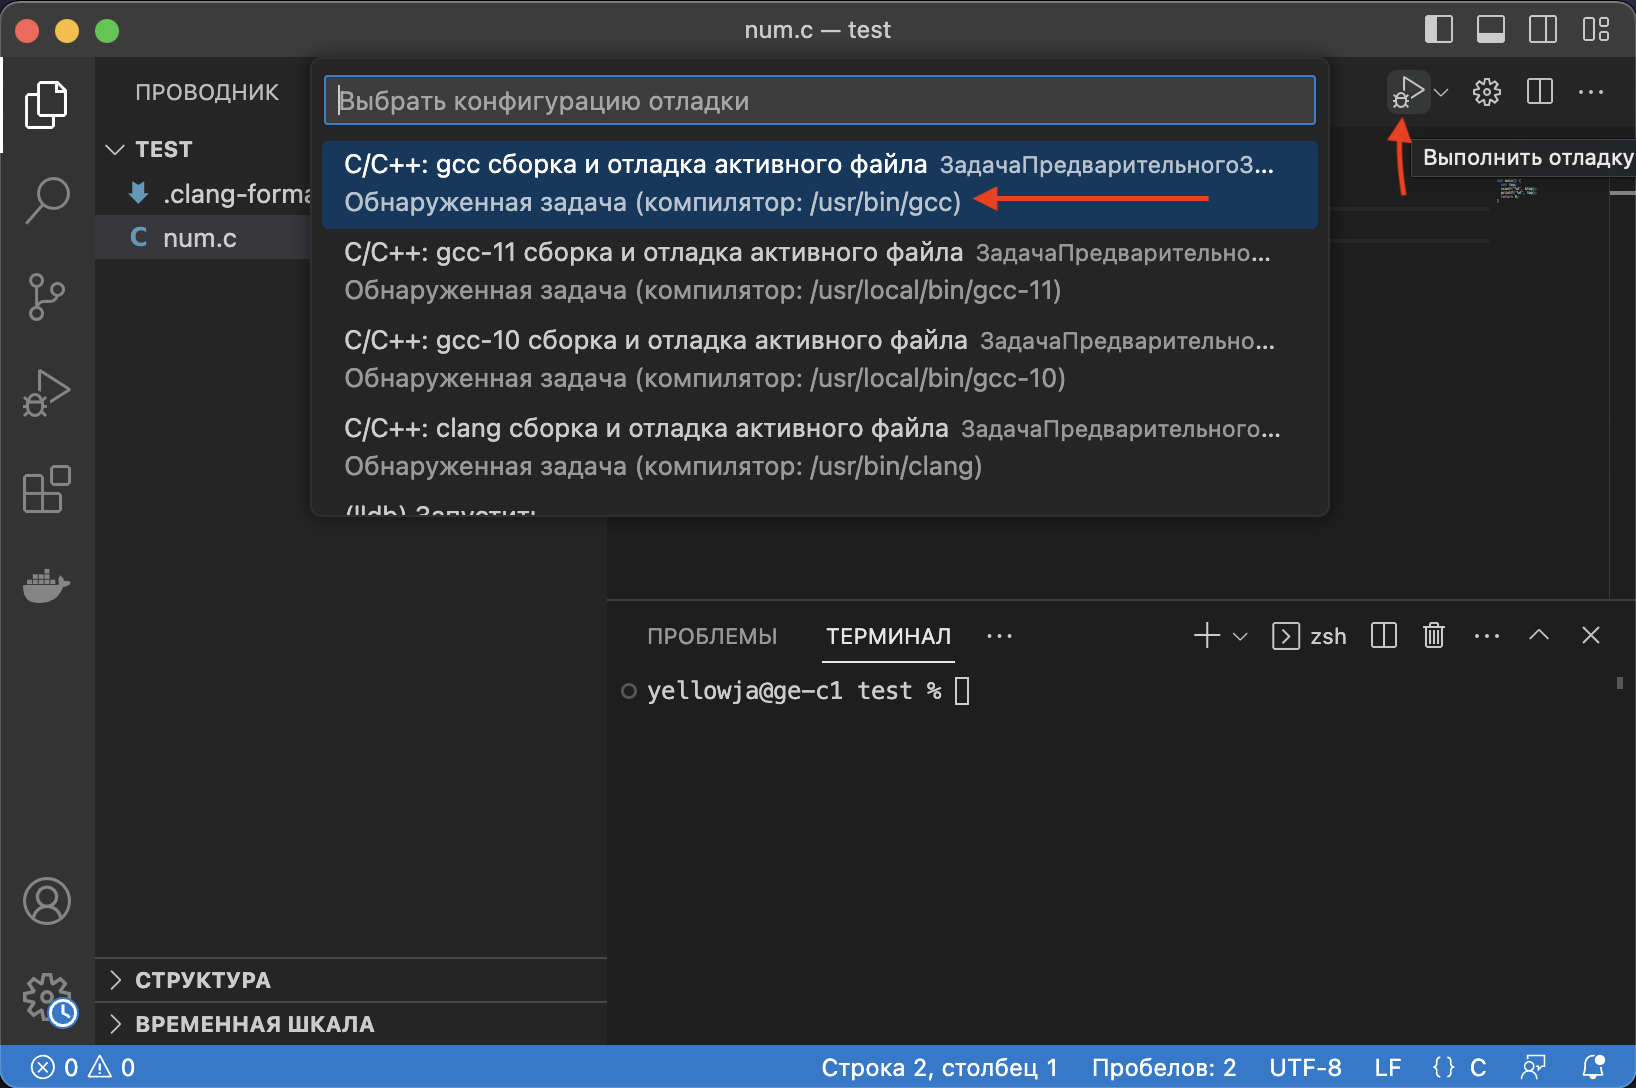 num.c — test
ПРОВОДНИК
TEST
.clang-forma
C num.c
СТРУКТУРА
ВРЕМЕННАЯ ШКАЛА
Выбрать конфигурацию отладки
C/C++: gcc сборка и отладка активного файла ЗадачаПредварительногоЗ...
Обнаруженная задача (компилятор: /usr/bin/gcc)
C/C++: gcc-11 сборка и отладка активного файла ЗадачаПредварительно...
Обнаруженная задача (компилятор: /usr/local/bin/gcc-11)
C/C++: gcc-10 сборка и отладка активного файла ЗадачаПредварительно...
Обнаруженная задача (компилятор: /usr/local/bin/gcc-10)
C/C++: clang сборка и отладка активного файла ЗадачаПредварительного...
Обнаруженная задача (компилятор: /usr/bin/clang)
(lldb) Запустить
Выполнить отладку
ПРОБЛЕМЫ ТЕРМИНАЛ ··· zsh
yellowja@ge-c1 test %
0 0 Строка 2, столбец 1 Пробелов: 2 UTF-8 LF {} C